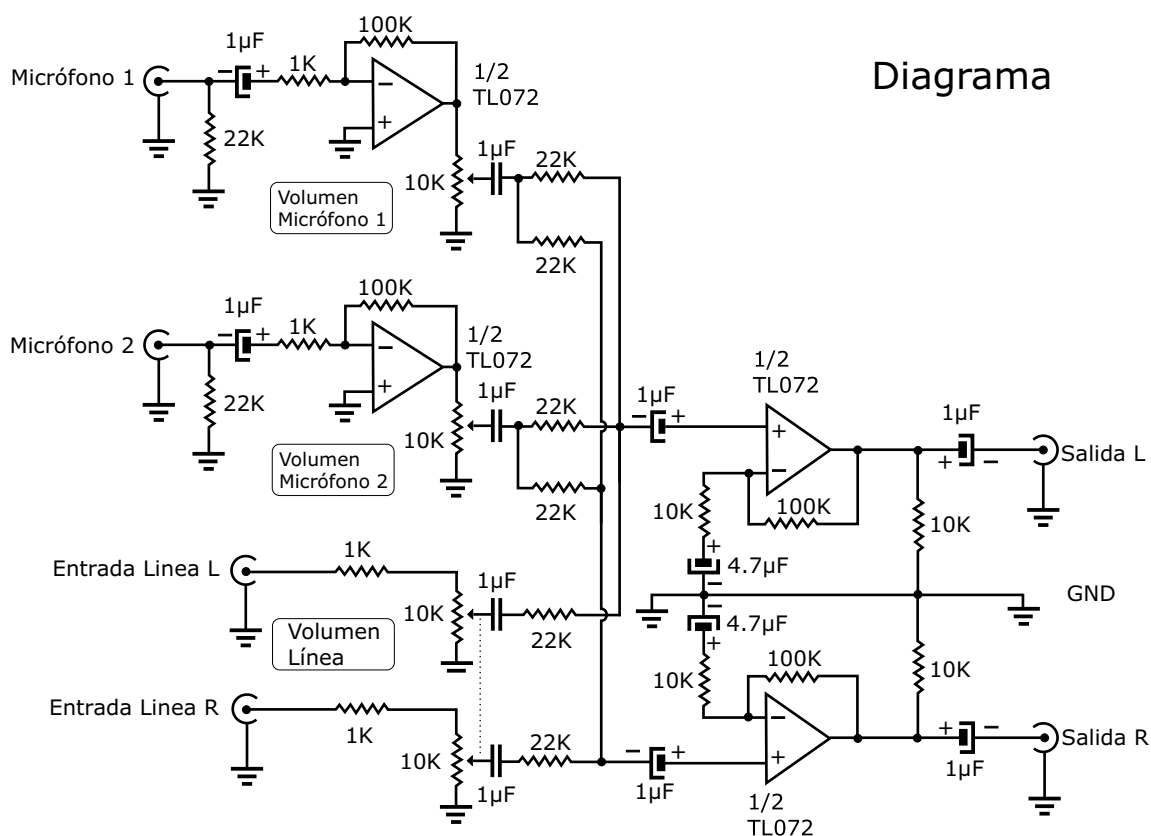 Diagrama
Micrófono 1
1µF
− +
1K
100K
−
+
1/2
TL072
22K
10K
1µF
22K
22K
Volumen
Micrófono 1
Micrófono 2
1µF
− +
1K
100K
−
+
1/2
TL072
22K
10K
1µF
22K
22K
Volumen
Micrófono 2
1µF
− +
1/2
TL072
+
−
100K
10K
+
4.7µF
−
10K
1µF
+ −
Salida L
GND
Entrada Linea L
1K
10K
1µF
22K
Volumen
Línea
Entrada Linea R
1K
10K
1µF
22K
− +
1µF
−
4.7µF
+
10K
100K
−
+
1/2
TL072
10K
+ −
1µF
Salida R